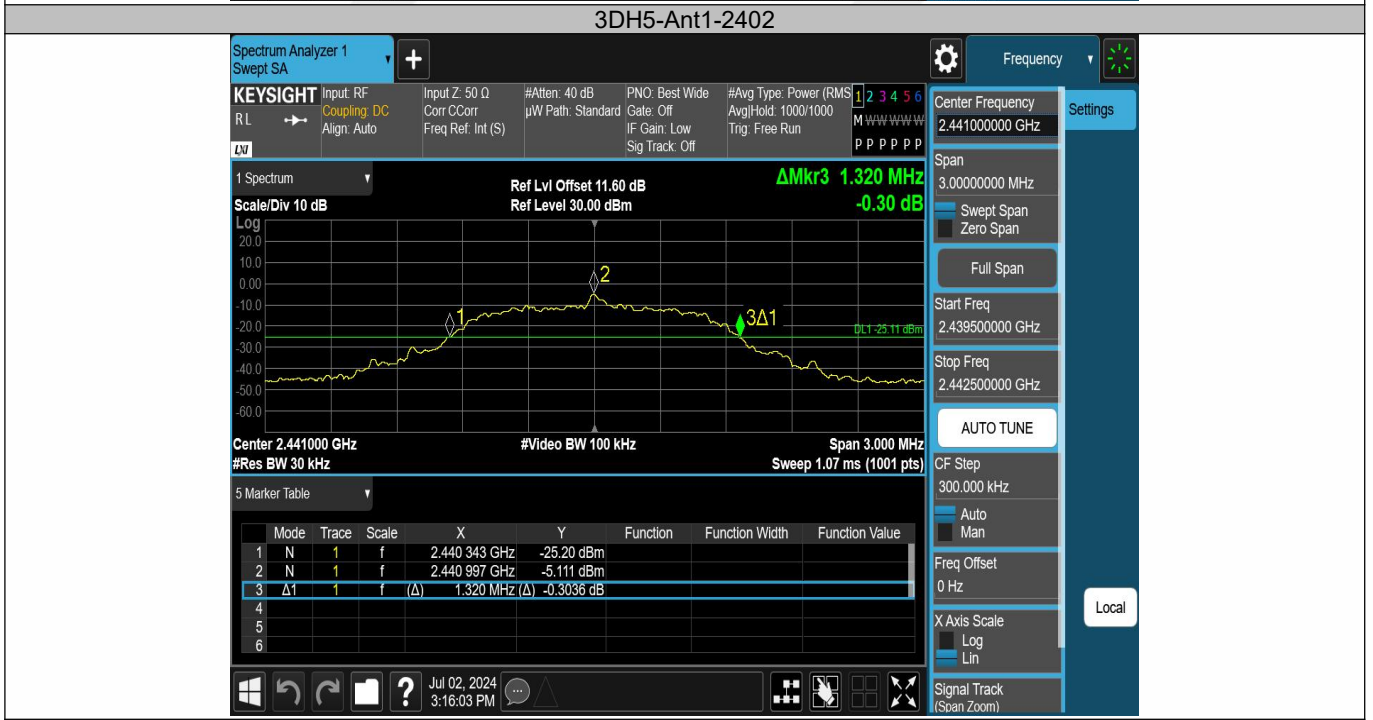 3DH5-Ant1-2402
Spectrum Analyzer 1
Swept SA
+
Frequency
KEYSIGHT
RL
LXI
Input: RF
Coupling: DC
Align: Auto
Input Z: 50 Ω
Corr CCorr
Freq Ref: Int (S)
#Atten: 40 dB
µW Path: Standard
PNO: Best Wide
Gate: Off
IF Gain: Low
Sig Track: Off
#Avg Type: Power (RMS
Avg|Hold: 1000/1000
Trig: Free Run
1 2 3 4 5 6
M W W W W W
P P P P P P
1 Spectrum
Scale/Div 10 dB
Ref Lvl Offset 11.60 dB
Ref Level 30.00 dBm
ΔMkr3 1.320 MHz
-0.30 dB
Log
20.0
10.0
0.00
-10.0
-20.0
-30.0
-40.0
-50.0
-60.0
1
2
3Δ1
DL1 -25.11 dBm
Center 2.441000 GHz
#Res BW 30 kHz
#Video BW 100 kHz
Span 3.000 MHz
Sweep 1.07 ms (1001 pts)
5 Marker Table
Mode Trace Scale X Y Function Function Width Function Value
1 N 1 f 2.440 343 GHz -25.20 dBm
2 N 1 f 2.440 997 GHz -5.111 dBm
3 Δ1 1 f (Δ) 1.320 MHz (Δ) -0.3036 dB
4
5
6
?
Jul 02, 2024
3:16:03 PM
Center Frequency
2.441000000 GHz
Settings
Span
3.00000000 MHz
Swept Span
Zero Span
Full Span
Start Freq
2.439500000 GHz
Stop Freq
2.442500000 GHz
AUTO TUNE
CF Step
300.000 kHz
Auto
Man
Freq Offset
0 Hz
X Axis Scale
Log
Lin
Signal Track
(Span Zoom)
Local